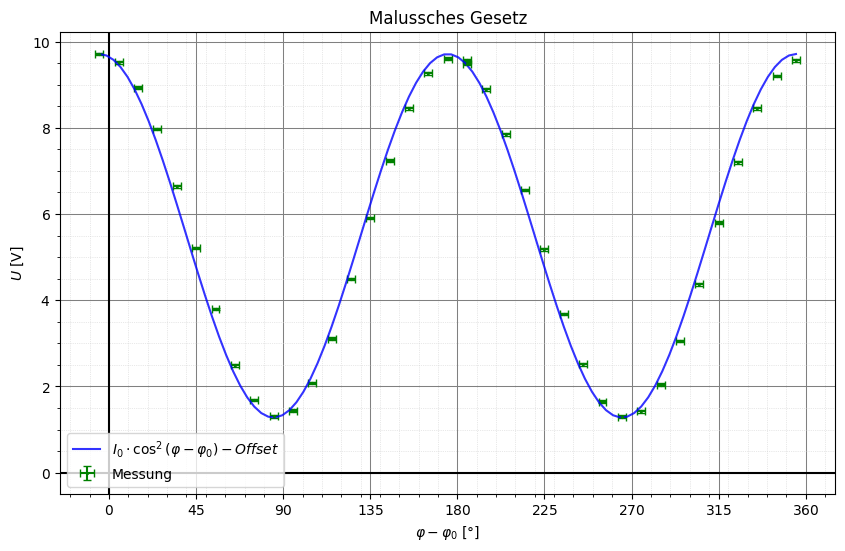 Malussches Gesetz
U [V]
10
8
6
4
2
0
I₀ · cos² (φ − φ₀) − Offset
Messung
0 45 90 135 180 225 270 315 360
φ − φ₀ [°]